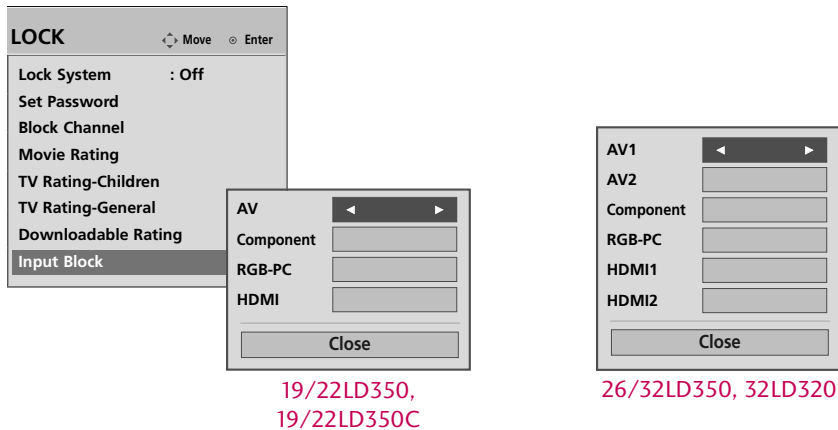 LOCK
Move
Enter
Lock System : Off
Set Password
Block Channel
Movie Rating
TV Rating-Children
TV Rating-General
Downloadable Rating
Input Block
AV
Component
RGB-PC
HDMI
Close
19/22LD350,
19/22LD350C
AV1
AV2
Component
RGB-PC
HDMI1
HDMI2
Close
26/32LD350, 32LD320